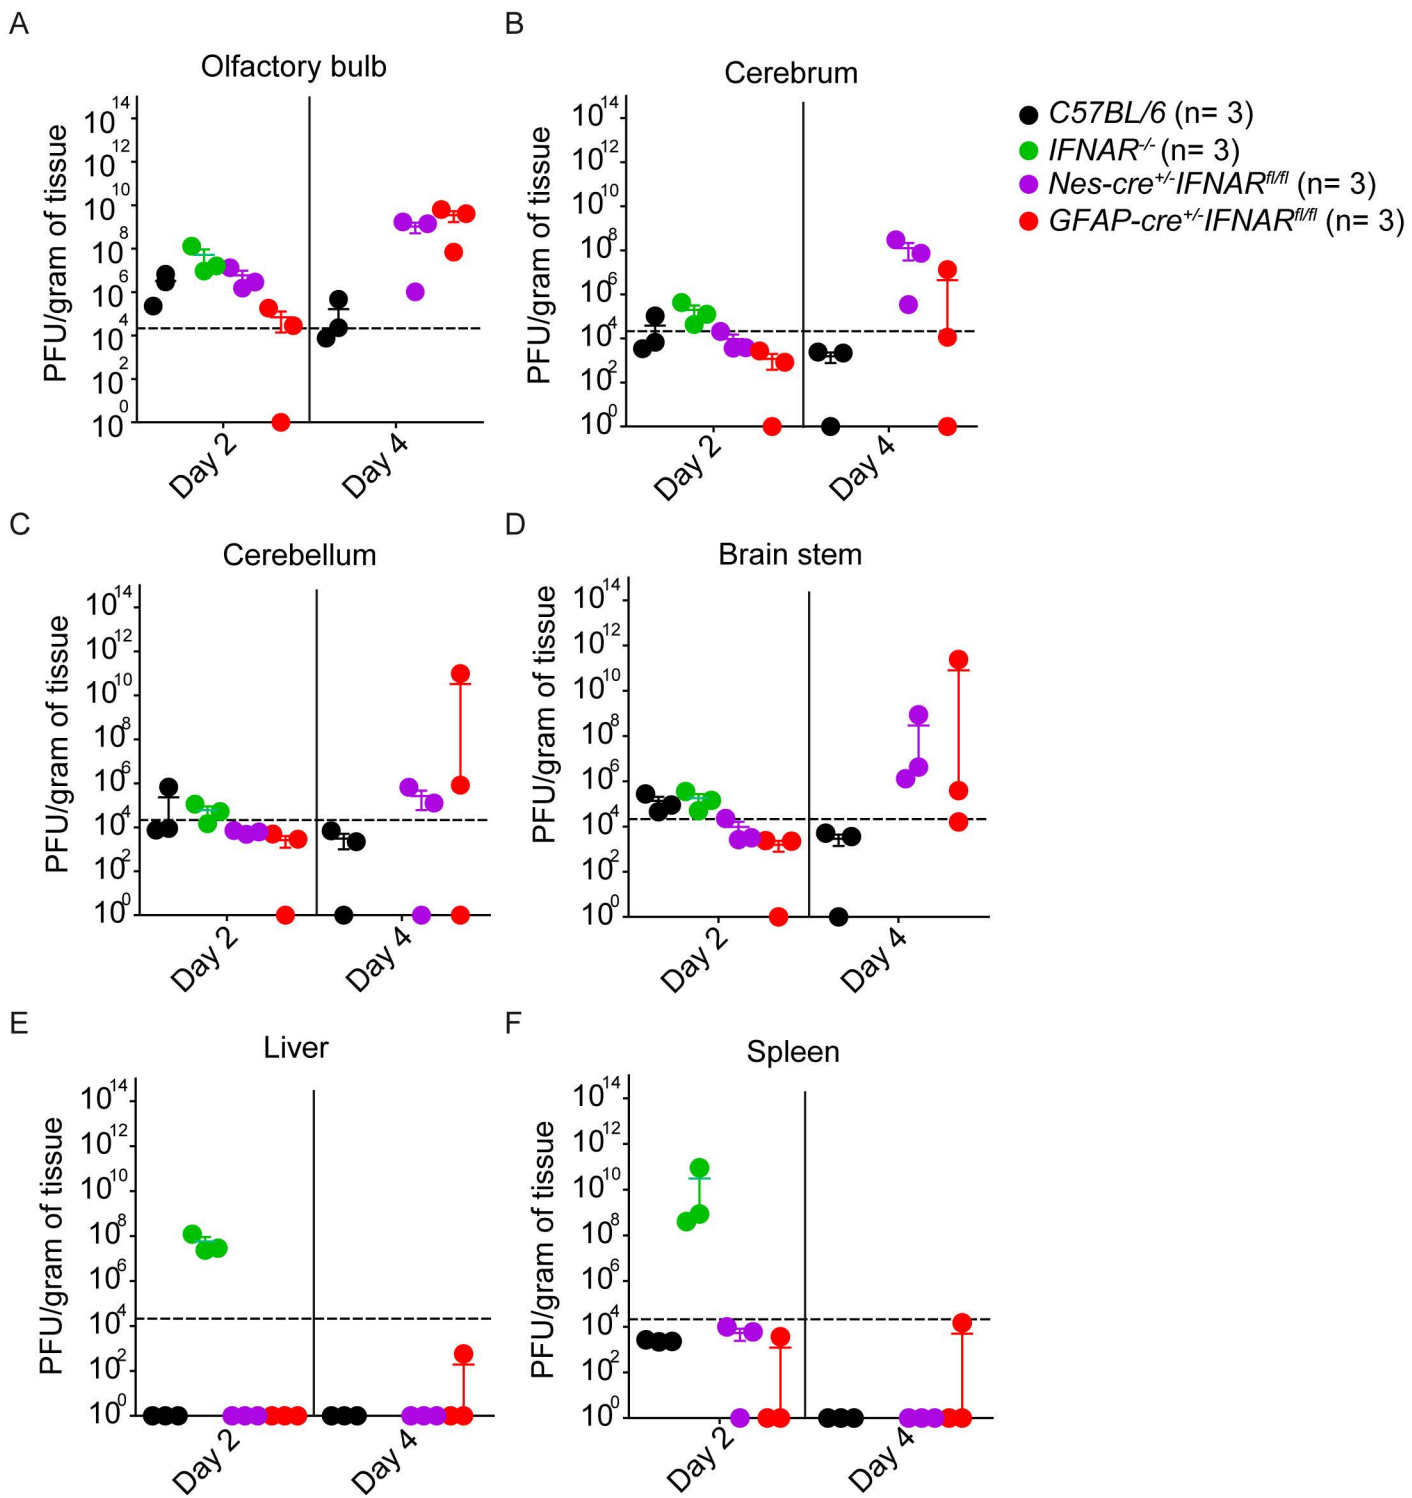 A
Olfactory bulb
PFU/gram of tissue
10^14
10^12
10^10
10^8
10^6
10^4
10^2
10^0
Day 2
Day 4
B
Cerebrum
PFU/gram of tissue
10^14
10^12
10^10
10^8
10^6
10^4
10^2
10^0
Day 2
Day 4
C57BL/6 (n= 3)
IFNAR-/- (n= 3)
Nes-cre+/-IFNARfl/fl (n= 3)
GFAP-cre+/-IFNARfl/fl (n= 3)
C
Cerebellum
PFU/gram of tissue
10^14
10^12
10^10
10^8
10^6
10^4
10^2
10^0
Day 2
Day 4
D
Brain stem
PFU/gram of tissue
10^14
10^12
10^10
10^8
10^6
10^4
10^2
10^0
Day 2
Day 4
E
Liver
PFU/gram of tissue
10^14
10^12
10^10
10^8
10^6
10^4
10^2
10^0
Day 2
Day 4
F
Spleen
PFU/gram of tissue
10^14
10^12
10^10
10^8
10^6
10^4
10^2
10^0
Day 2
Day 4